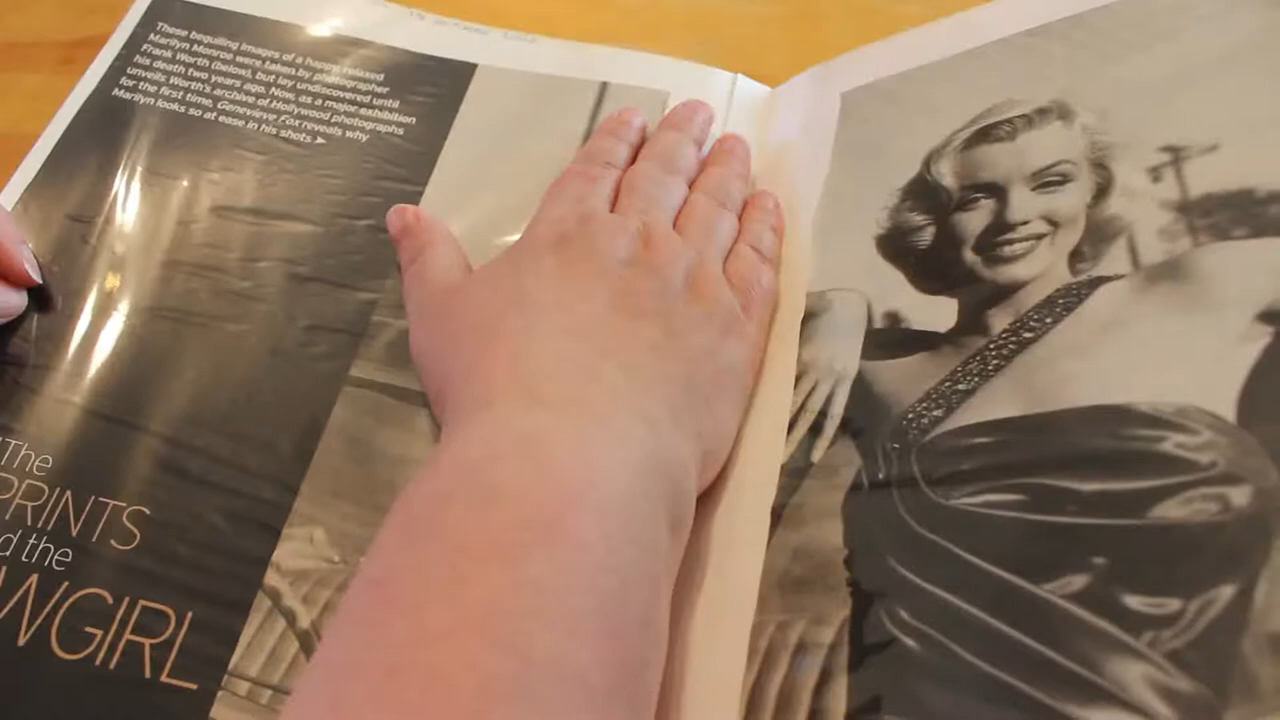 These beguiling images of a happy, relaxed
Marilyn Monroe were taken by photographer
Frank Worth (below), but lay undiscovered until
his death two years ago. Now, as a major exhibition
unveils Worth's archive of Hollywood photographs
for the first time, Genevieve Fox reveals why
Marilyn looks so at ease in his shots ➤
The
PRINTS
d the
WGIRL